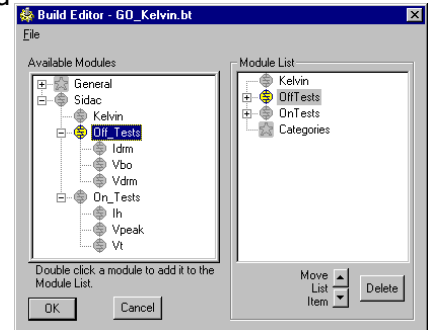 d
Build Editor - GO_Kelvin.bt
File
Available Modules
General
Sidac
Kelvin
Off_Tests
Idrm
Vbo
Vdrm
On_Tests
Ih
Vpeak
Vt
Double click a module to add it to the
Module List.
OK
Cancel
Module List
Kelvin
OffTests
OnTests
Categories
Move
List
Item
Delete